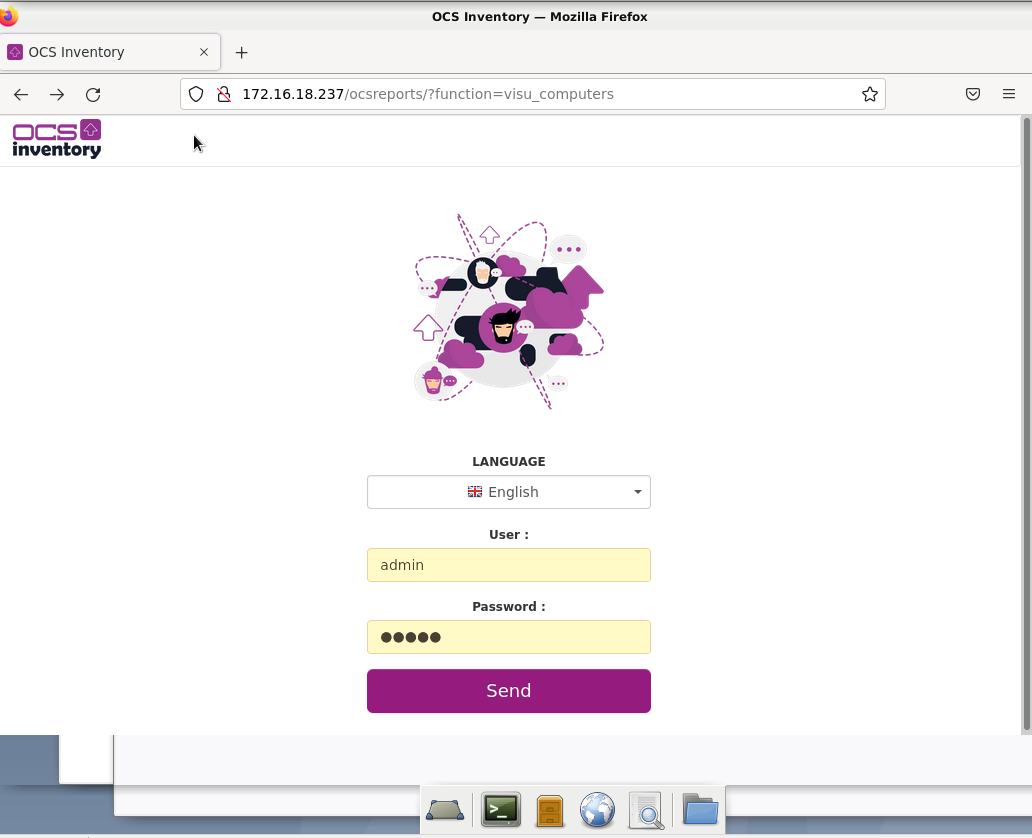 OCS Inventory — Mozilla Firefox
OCS Inventory
172.16.18.237/ocsreports/?function=visu_computers
OCS
inventory
LANGUAGE
English
User :
admin
Password :
●●●●●
Send
>_